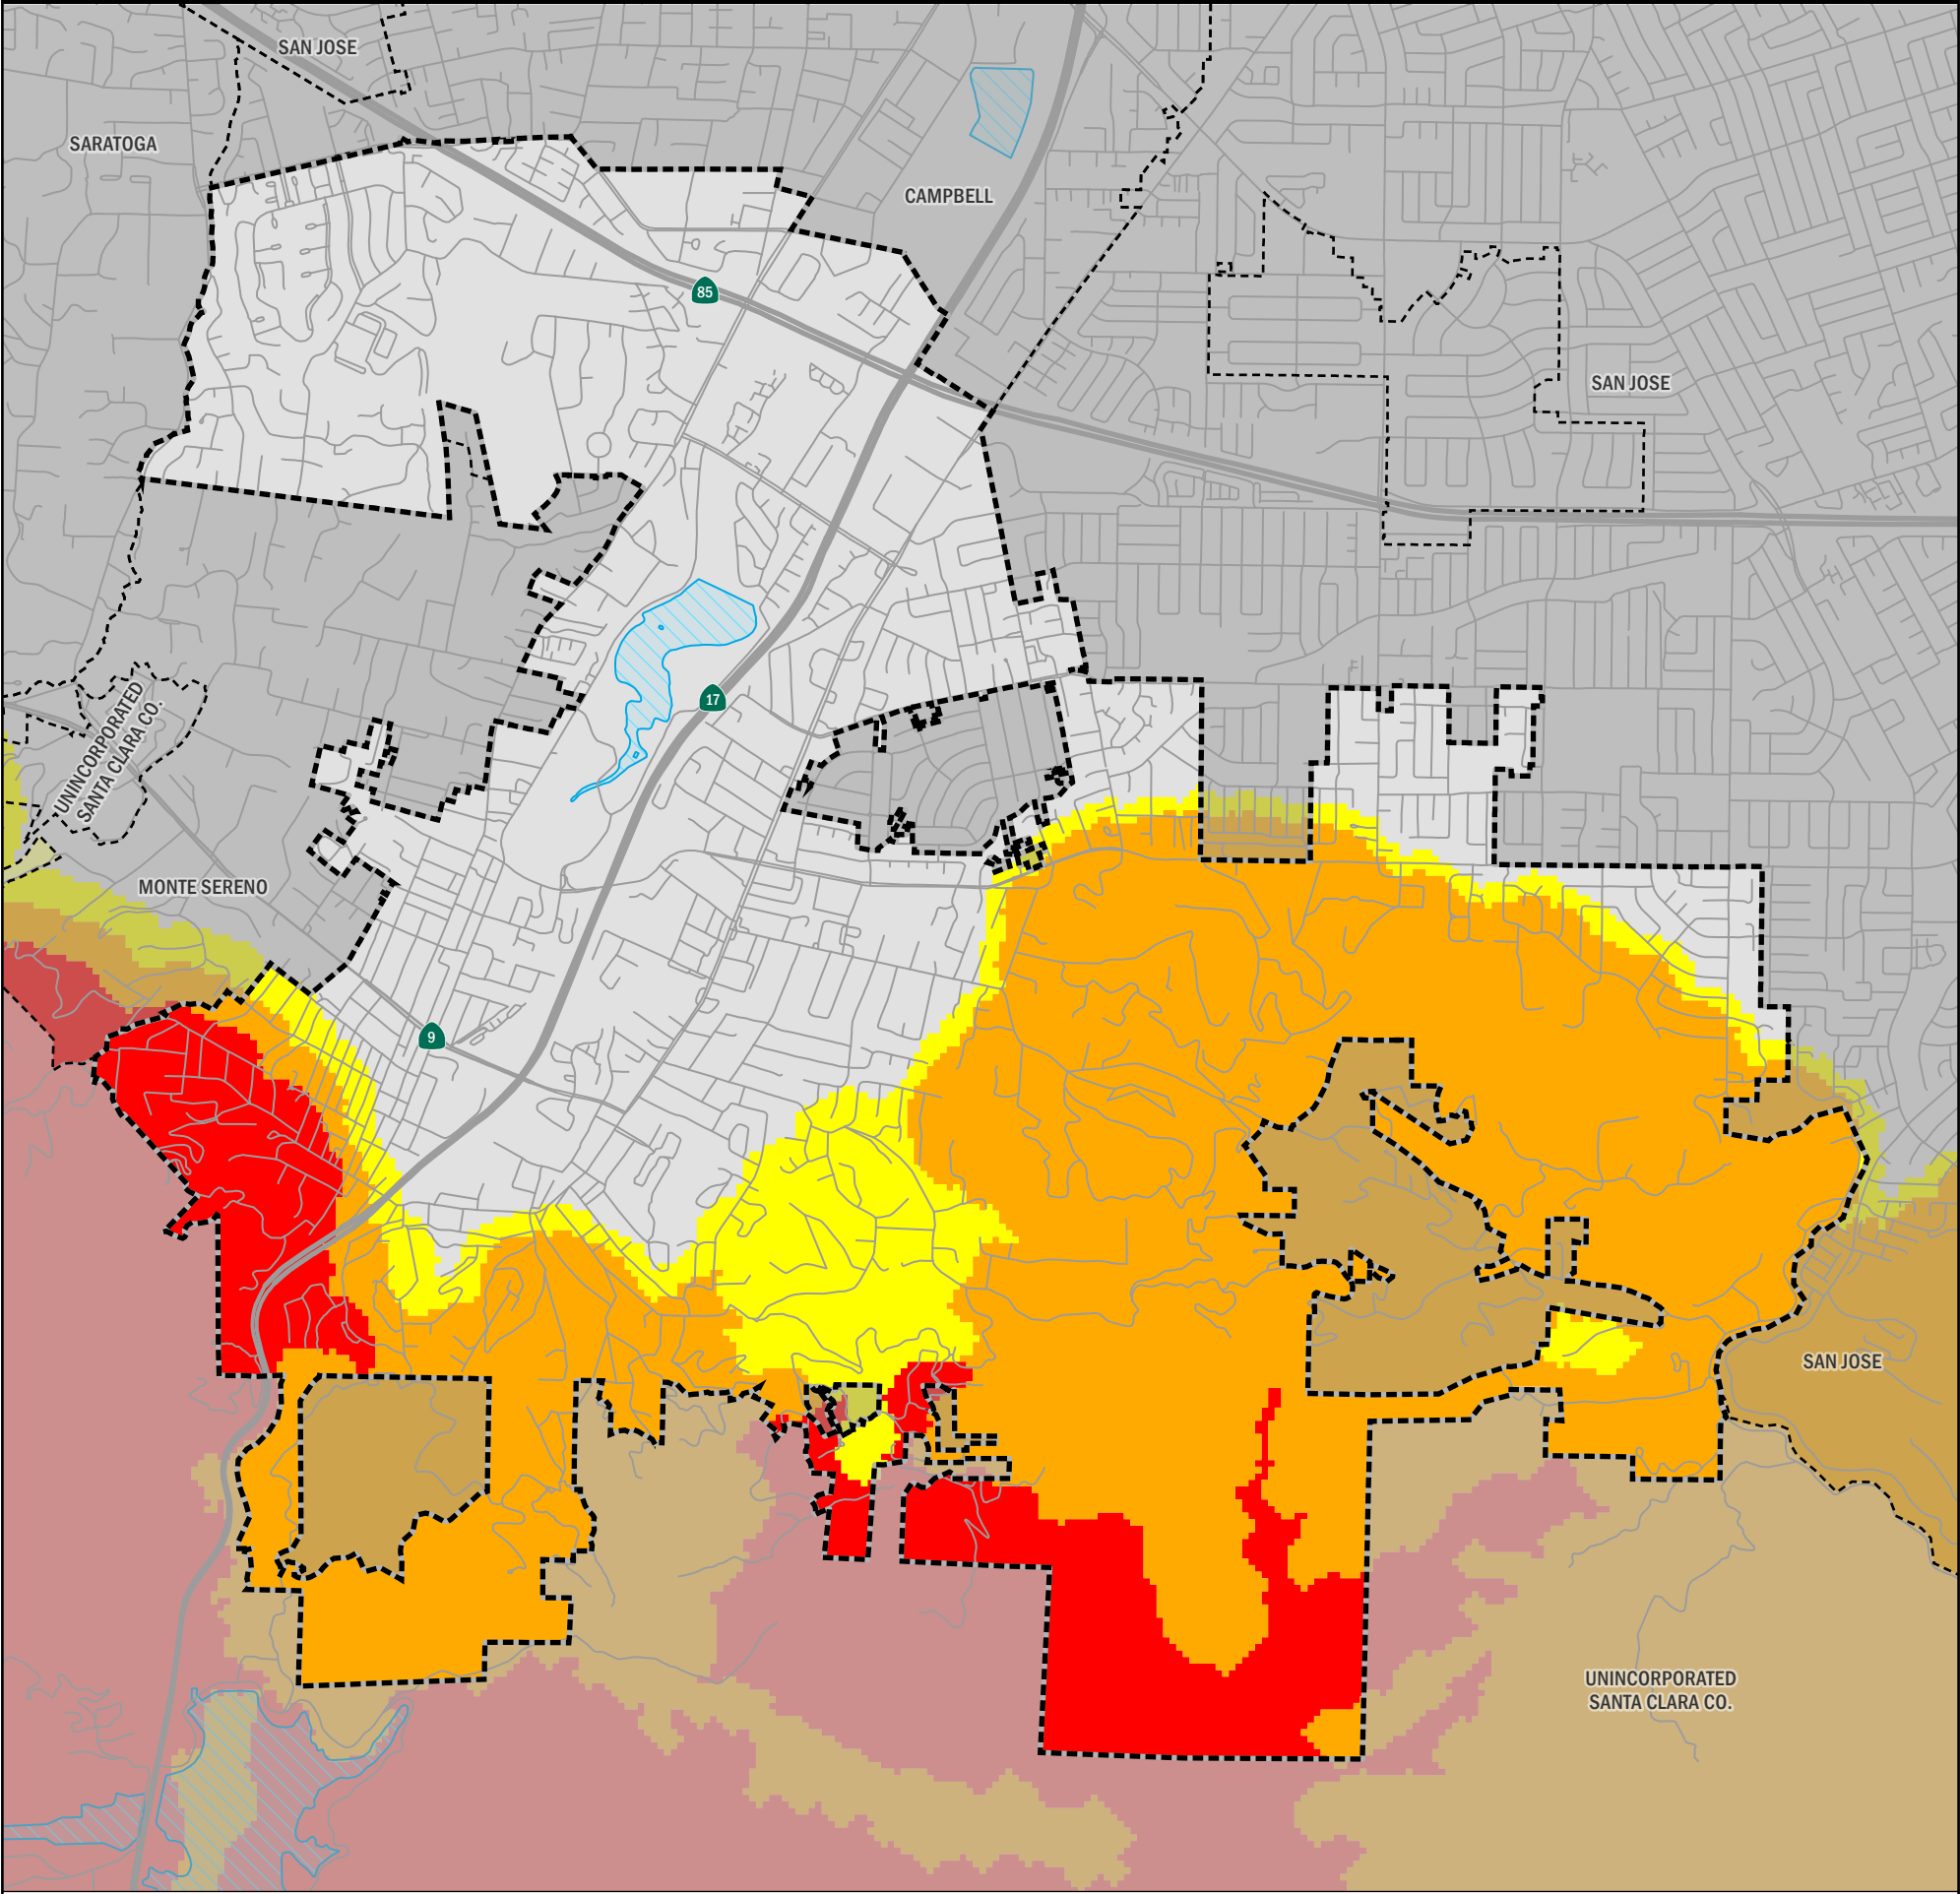 SAN JOSE
SARATOGA
CAMPBELL
85
SAN JOSE
17
UNINCORPORATED
SANTA CLARA CO.
MONTE SERENO
9
SAN JOSE
UNINCORPORATED
SANTA CLARA CO.